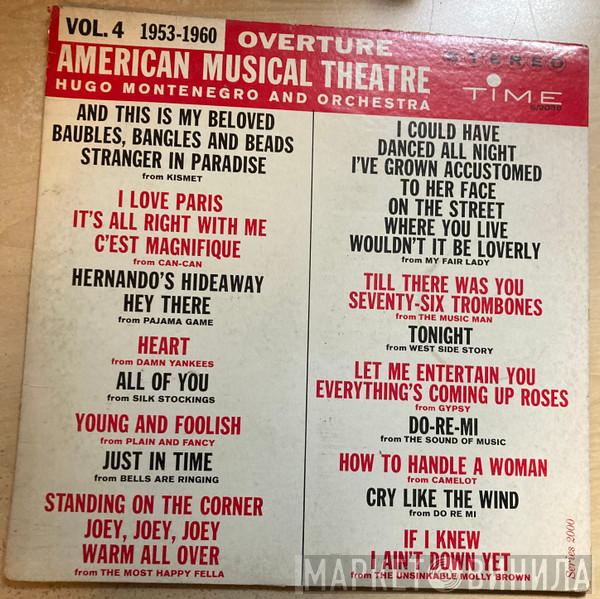 VOL. 4 1953-1960 OVERTURE
AMERICAN MUSICAL THEATRE
HUGO MONTENEGRO AND ORCHESTRA
STEREO
TIME
S/2038
AND THIS IS MY BELOVED
BAUBLES, BANGLES AND BEADS
STRANGER IN PARADISE
from KISMET
I LOVE PARIS
IT'S ALL RIGHT WITH ME
C'EST MAGNIFIQUE
from CAN-CAN
HERNANDO'S HIDEAWAY
HEY THERE
from PAJAMA GAME
HEART
from DAMN YANKEES
ALL OF YOU
from SILK STOCKINGS
YOUNG AND FOOLISH
from PLAIN AND FANCY
JUST IN TIME
from BELLS ARE RINGING
STANDING ON THE CORNER
JOEY, JOEY, JOEY
WARM ALL OVER
from THE MOST HAPPY FELLA
I COULD HAVE
DANCED ALL NIGHT
I'VE GROWN ACCUSTOMED
TO HER FACE
ON THE STREET
WHERE YOU LIVE
WOULDN'T IT BE LOVERLY
from MY FAIR LADY
TILL THERE WAS YOU
SEVENTY-SIX TROMBONES
from THE MUSIC MAN
TONIGHT
from WEST SIDE STORY
LET ME ENTERTAIN YOU
EVERYTHING'S COMING UP ROSES
from GYPSY
DO-RE-MI
from THE SOUND OF MUSIC
HOW TO HANDLE A WOMAN
from CAMELOT
CRY LIKE THE WIND
from DO RE MI
IF I KNEW
I AIN'T DOWN YET
from THE UNSINKABLE MOLLY BROWN
Series 2000
МАРКЕТ ВИНИЛА